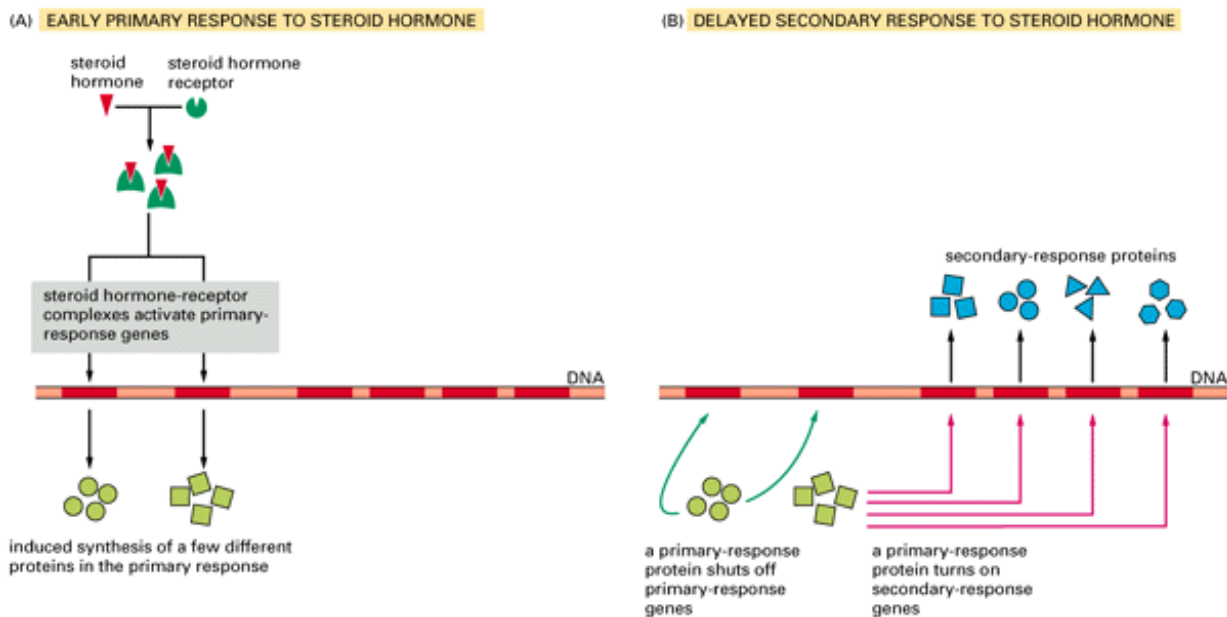 (A) EARLY PRIMARY RESPONSE TO STEROID HORMONE
steroid
hormone
steroid hormone
receptor
steroid hormone-receptor
complexes activate primary-
response genes
DNA
induced synthesis of a few different
proteins in the primary response
(B) DELAYED SECONDARY RESPONSE TO STEROID HORMONE
secondary-response proteins
DNA
a primary-response
protein shuts off
primary-response
genes
a primary-response
protein turns on
secondary-response
genes